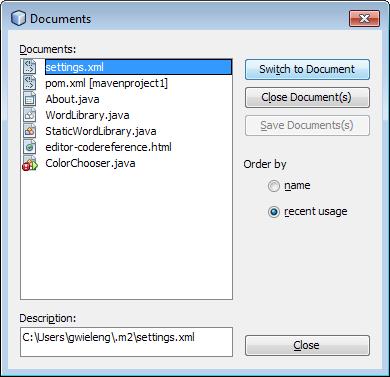 Documents
Documents:
settings.xml
pom.xml [mavenproject1]
About.java
WordLibrary.java
StaticWordLibrary.java
editor-codereference.html
ColorChooser.java
Switch to Document
Close Document(s)
Save Documents(s)
Order by
name
recent usage
Description:
C:\Users\gwieleng\.m2\settings.xml
Close